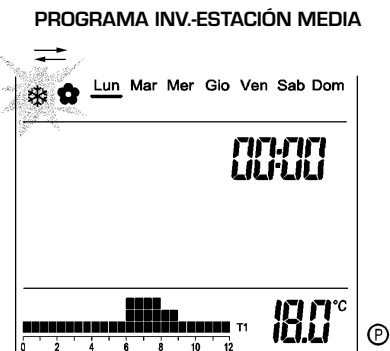 PROGRAMA INV.-ESTACIÓN MEDIA
Lun Mar Mer Gio Ven Sab Dom
00:00
T1
18.0°C
0 2 4 6 8 10 12
P